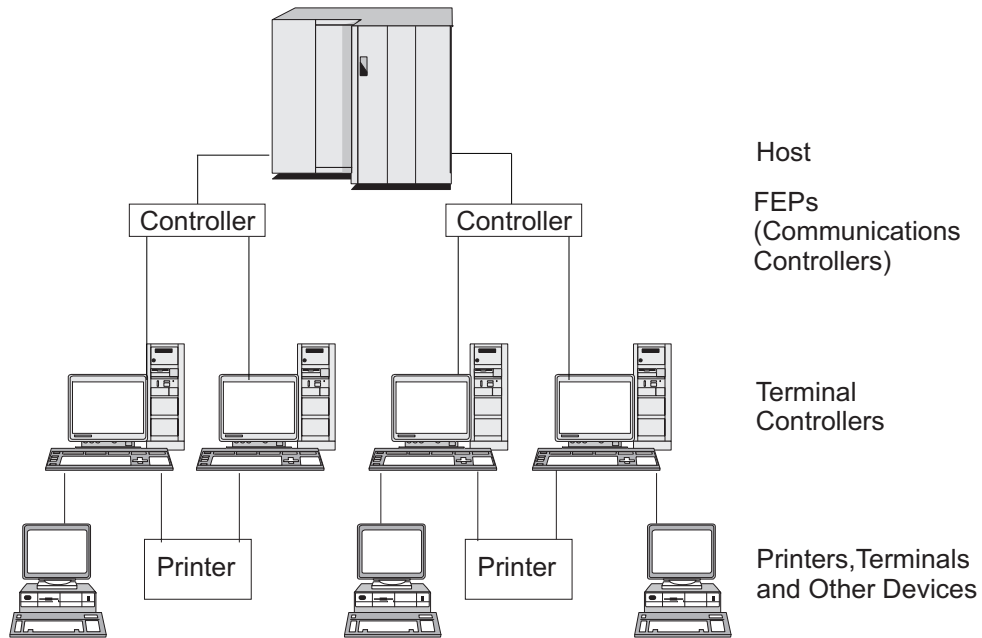 Host
Controller
Controller
FEPs
(Communications
Controllers)
Terminal
Controllers
Printer
Printer
Printers,Terminals
and Other Devices